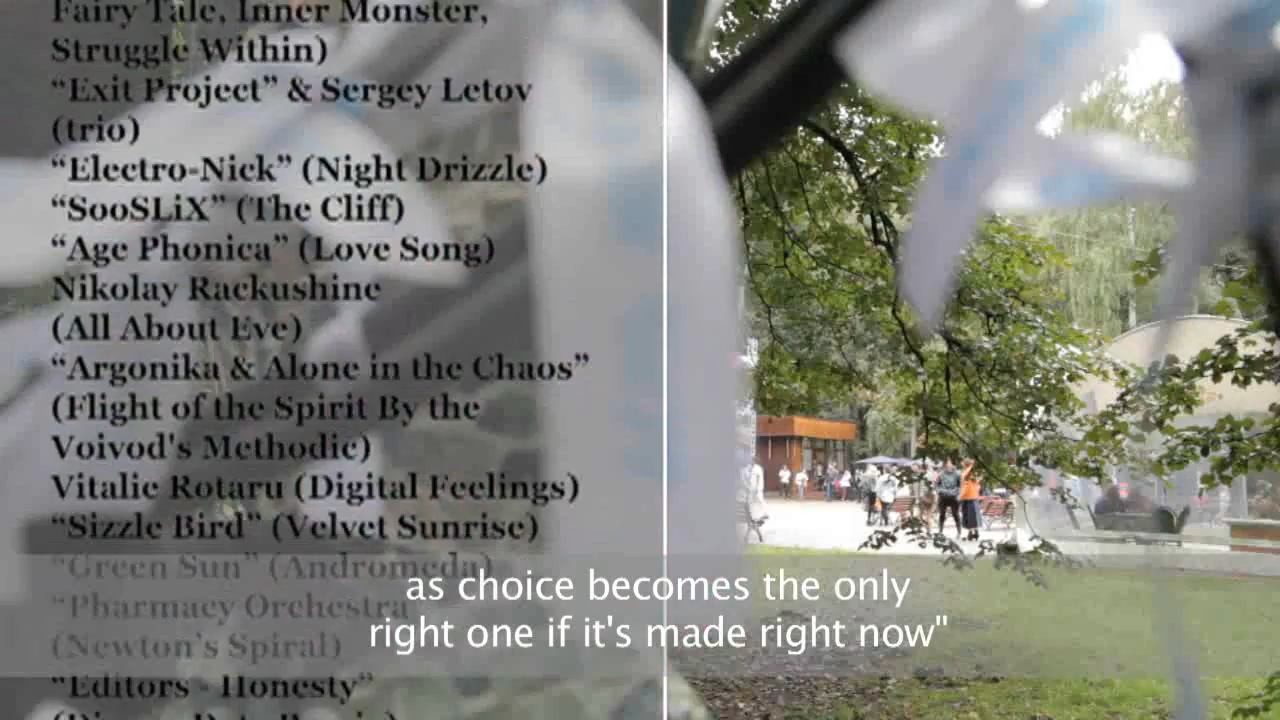 Fairy Tale, Inner Monster,
Struggle Within)
“Exit Project” & Sergey Letov
(trio)
“Electro-Nick” (Night Drizzle)
“SooSLiX” (The Cliff)
“Age Phonica” (Love Song)
Nikolay Rackushine
(All About Eve)
“Argonika & Alone in the Chaos”
(Flight of the Spirit By the
Voivod's Methodic)
Vitalie Rotaru (Digital Feelings)
“Sizzle Bird” (Velvet Sunrise)
“Green Sun” (Andromeda)
“Pharmacy Orchestra
(Newton's Spiral)
“Editors - Honesty”
as choice becomes the only
right one if it's made right now"